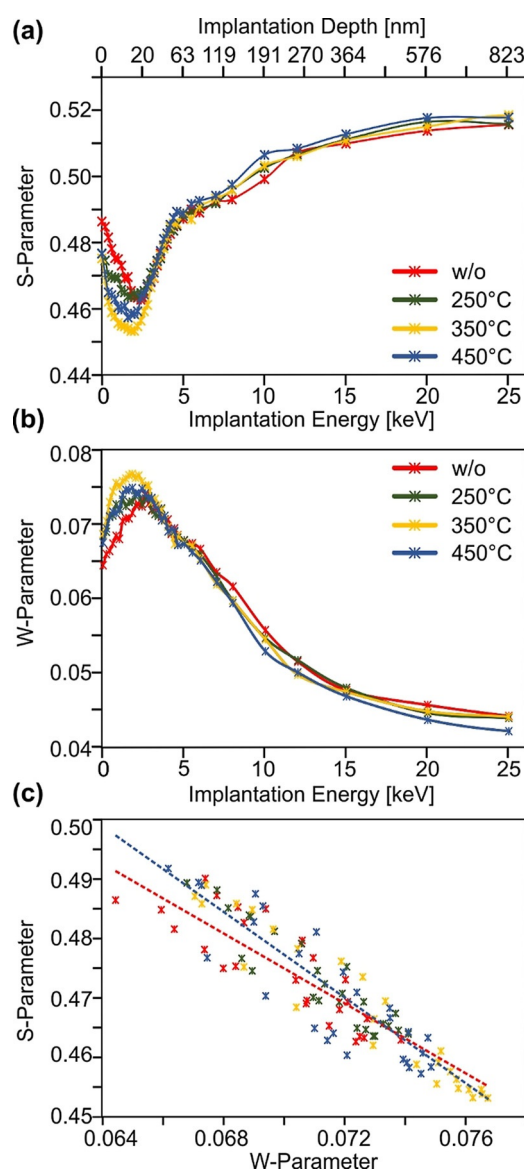 (a)
Implantation Depth [nm]
0 20 63 119 191 270 364 576 823
0.52
0.50
0.48
0.46
0.44
S-Parameter
w/o
250°C
350°C
450°C
0 5 10 15 20 25
Implantation Energy [keV]
(b)
0.08
0.07
0.06
0.05
0.04
W-Parameter
w/o
250°C
350°C
450°C
0 5 10 15 20 25
Implantation Energy [keV]
(c)
0.50
0.49
0.48
0.47
0.46
0.45
S-Parameter
0.064 0.068 0.072 0.076
W-Parameter